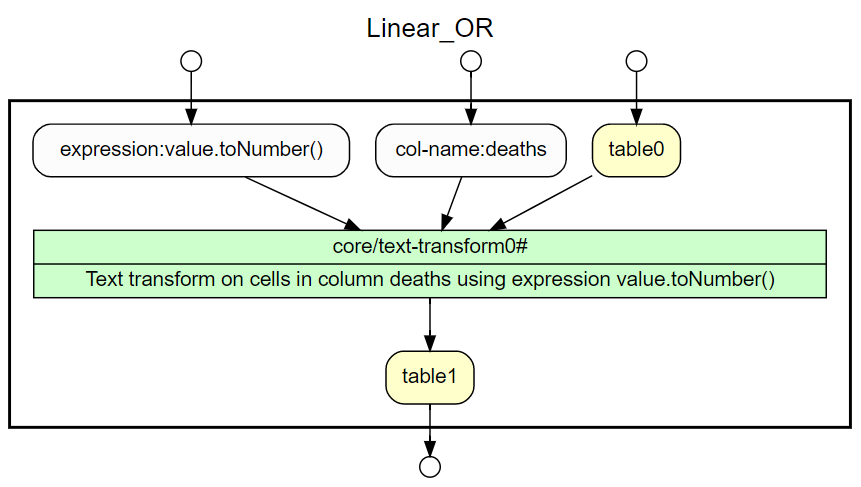 Linear_OR
expression:value.toNumber()
col-name:deaths
table0
core/text-transform0#
Text transform on cells in column deaths using expression value.toNumber()
table1